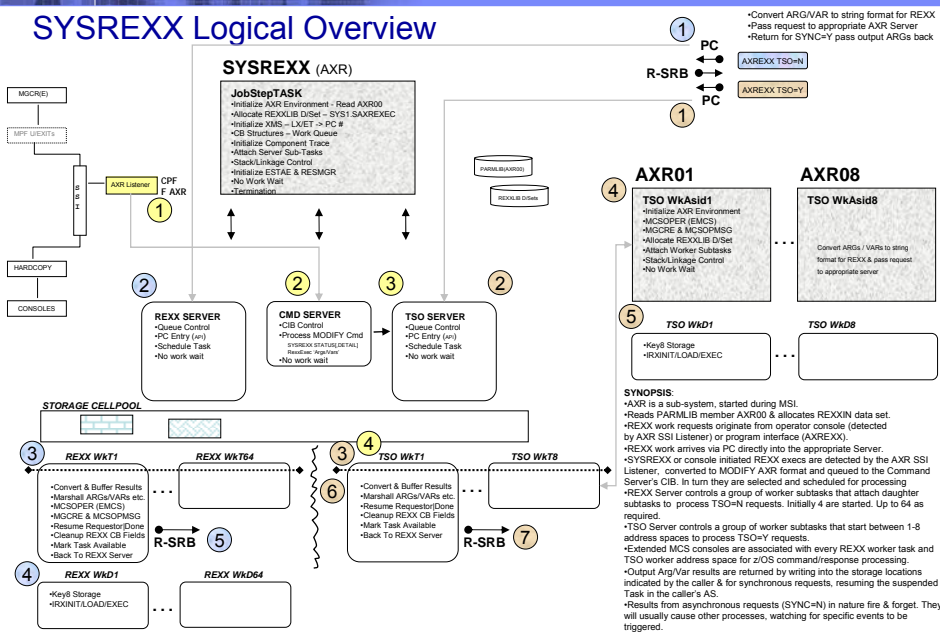 SYSREXX Logical Overview
•Convert ARG/VAR to string format for REXX
•Pass request to appropriate AXR Server
•Return for SYNC=Y pass output ARGs back
1
PC
AXREXX TSO=N
R-SRB
AXREXX TSO=Y
PC
1
SYSREXX (AXR)
JobStepTASK
•Initialize AXR Environment - Read AXR00
•Allocate REXXLIB D/Set – SYS1.SAXREXEC
•Initialize XMS – LX/ET -> PC #
•CB Structures – Work Queue
•Initialize Component Trace
•Attach Server Sub-Tasks
•Stack/Linkage Control
•Initialize ESTAE & RESMGR
•No Work Wait
•Termination
MGCR(E)
MPF U/EXITs
S
S
I
AXR Listener
CPF
F AXR
1
HARDCOPY
CONSOLES
PARMLIB(AXR00)
REXXLIB D/Sets
2
REXX SERVER
•Queue Control
•PC Entry (API)
•Schedule Task
•No work wait
2
CMD SERVER
•CIB Control
•Process MODIFY Cmd
SYSREXX STATUS[,DETAIL]
RexxExec 'Args/Vars'
•No work wait
3
2
TSO SERVER
•Queue Control
•PC Entry (API)
•Schedule Task
•No work wait
4
AXR01
TSO WkAsid1
•Initialize AXR Environment
•MCSOPER (EMCS)
•MGCRE & MCSOPMSG
•Allocate REXXLIB D/Set
•Attach Worker Subtasks
•Stack/Linkage Control
•No Work Wait
. . .
AXR08
TSO WkAsid8
Convert ARGs / VARs to string
format for REXX & pass request
to appropriate server
5
TSO WkD1
•Key8 Storage
•IRXINIT/LOAD/EXEC
. . .
TSO WkD8
STORAGE CELLPOOL
3
REXX WkT1
•Convert & Buffer Results
•Marshall ARGs/VARs etc.
•MCSOPER (EMCS)
•MGCRE & MCSOPMSG
•Resume Requestor|Done
•Cleanup REXX CB Fields
•Mark Task Available
•Back To REXX Server
REXX WkT64
. . .
R-SRB
5
4
REXX WkD1
•Key8 Storage
•IRXINIT/LOAD/EXEC
. . .
REXX WkD64
3
4
6
TSO WkT1
•Convert & Buffer Results
•Marshall ARGs/VARs etc.
•Resume Requestor|Done
•Cleanup REXX CB Fields
•Mark Task Available
•Back To REXX Server
TSO WkT8
. . .
R-SRB
7
SYNOPSIS:
•AXR is a sub-system, started during MSI.
•Reads PARMLIB member AXR00 & allocates REXXIN data set.
•REXX work requests originate from operator console (detected
by AXR SSI Listener) or program interface (AXREXX).
•REXX work arrives via PC directly into the appropriate Server.
•SYSREXX or console initiated REXX execs are detected by the AXR SSI
Listener, converted to MODIFY AXR format and queued to the Command
Server's CIB. In turn they are selected and scheduled for processing
•REXX Server controls a group of worker subtasks that attach daughter
subtasks to process TSO=N requests. Initially 4 are started. Up to 64 as
required.
•TSO Server controls a group of worker subtasks that start between 1-8
address spaces to process TSO=Y requests.
•Extended MCS consoles are associated with every REXX worker task and
TSO worker address space for z/OS command/response processing.
•Output Arg/Var results are returned by writing into the storage locations
indicated by the caller & for synchronous requests, resuming the suspended
Task in the caller's AS.
•Results from asynchronous requests (SYNC=N) in nature fire & forget. They
will usually cause other processes, watching for specific events to be
triggered.